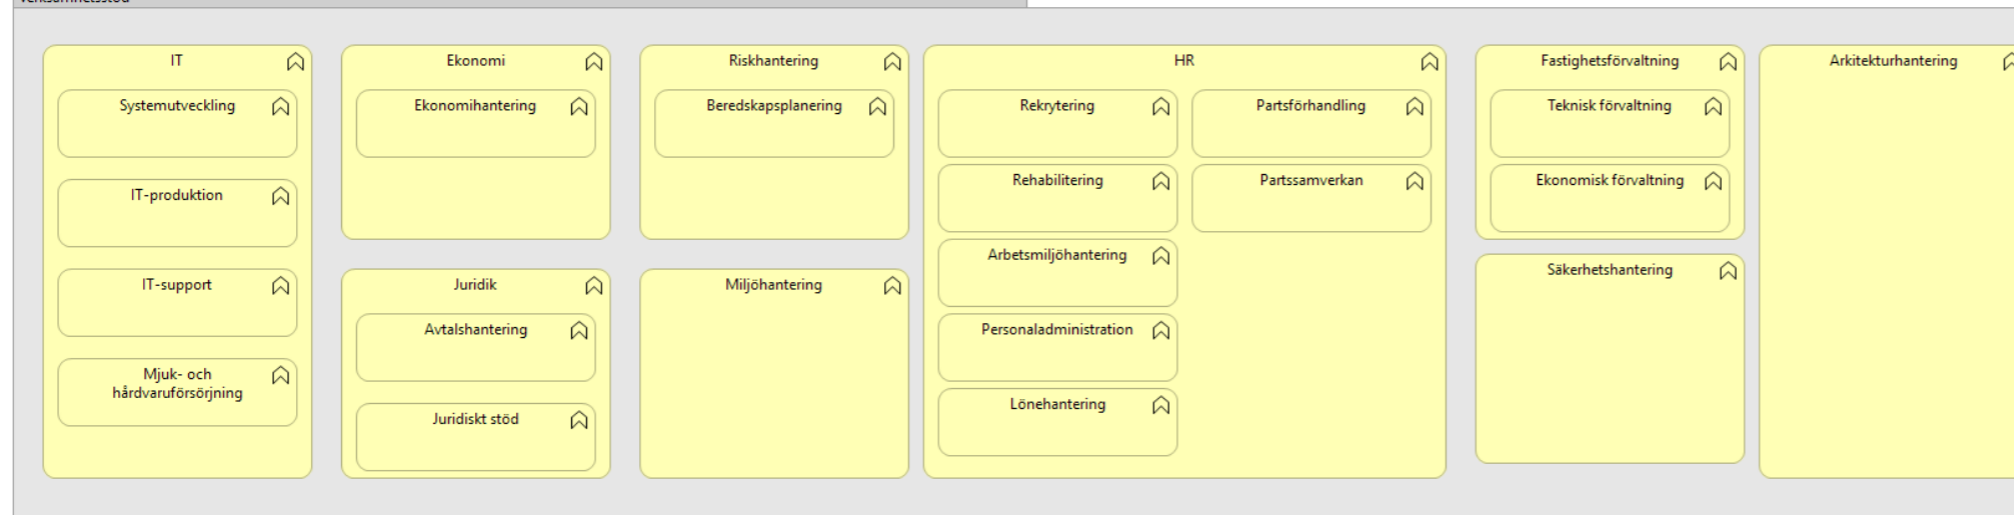 Verksamhetsstöd
IT
Systemutveckling
IT-produktion
IT-support
Mjuk- och
hårdvaruförsörjning
Ekonomi
Ekonomihantering
Juridik
Avtalshantering
Juridiskt stöd
Riskhantering
Beredskapsplanering
Miljöhantering
HR
Rekrytering
Partsförhandling
Rehabilitering
Partssamverkan
Arbetsmiljöhantering
Personaladministration
Lönehantering
Fastighetsförvaltning
Teknisk förvaltning
Ekonomisk förvaltning
Säkerhetshantering
Arkitekturhantering